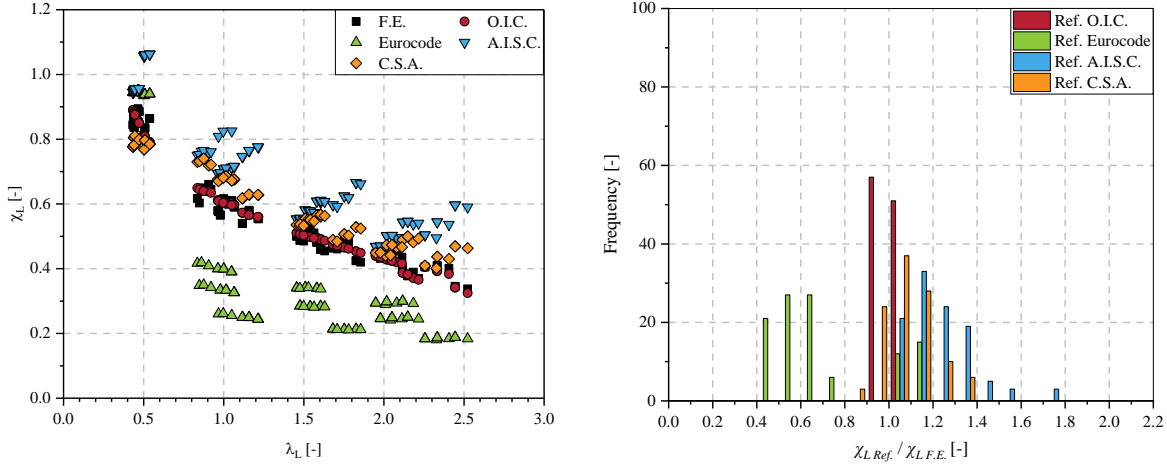 F.E.
O.I.C.
Eurocode
A.I.S.C.
C.S.A.
1.2
1.0
0.8
0.6
0.4
0.2
0.0
χL [-]
0.0 0.5 1.0 1.5 2.0 2.5 3.0
λL [-]
Ref. O.I.C.
Ref. Eurocode
Ref. A.I.S.C.
Ref. C.S.A.
100
80
60
40
20
0
Frequency [-]
0.0 0.2 0.4 0.6 0.8 1.0 1.2 1.4 1.6 1.8 2.0 2.2
χL Ref. / χL F.E. [-]